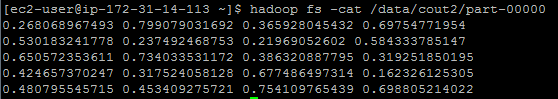 [ec2-user@ip-172-31-14-113 ~]$ hadoop fs -cat /data/cout2/part-00000
0.268068967493 0.799079031692 0.365928045432 0.69754771954
0.530183241778 0.237492468753 0.21969052602 0.584333785147
0.650572353611 0.734033531172 0.386320887795 0.319251850195
0.424657370247 0.317524058128 0.677486497314 0.162326125305
0.480795545715 0.453409275721 0.754109765439 0.698805214022